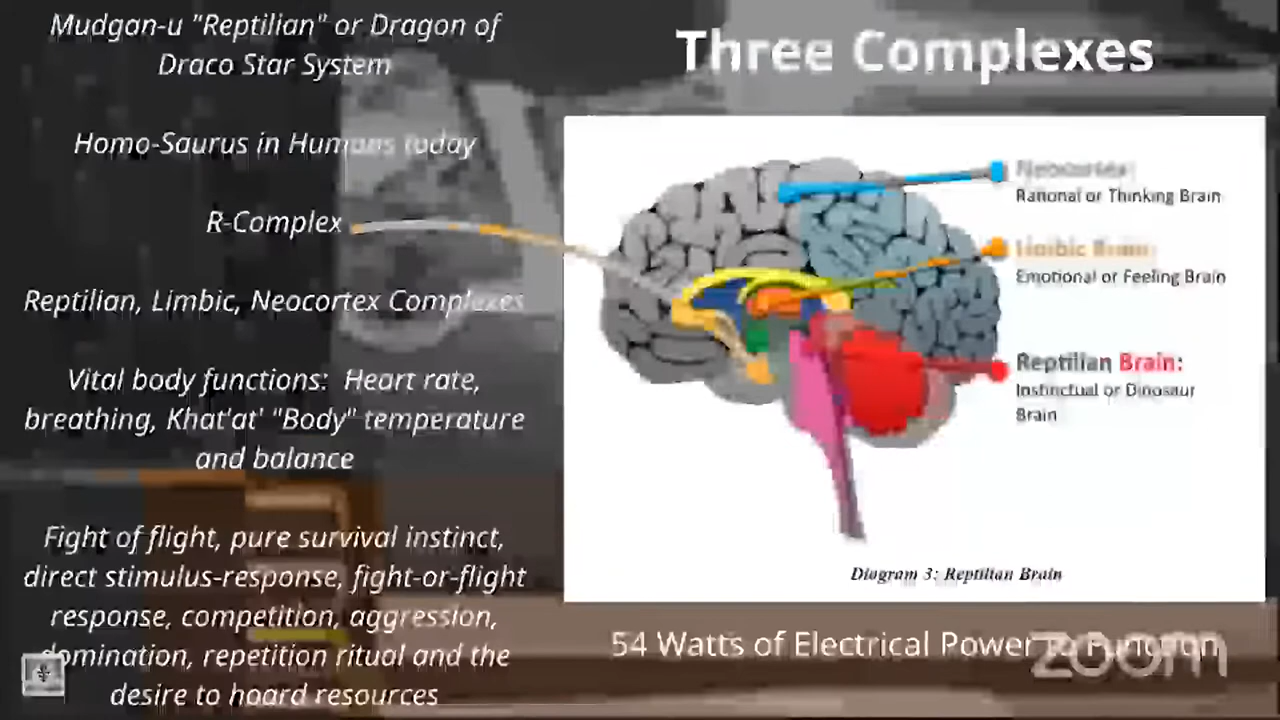 Mudgan-u "Reptilian" or Dragon of
Draco Star System
Homo-Saurus in Humans today
R-Complex
Reptilian, Limbic, Neocortex Complexes
Vital body functions: Heart rate,
breathing, Khat'at' "Body" temperature
and balance
Fight of flight, pure survival instinct,
direct stimulus-response, fight-or-flight
response, competition, aggression,
domination, repetition ritual and the
desire to hoard resources
Three Complexes
Neocortex:
Rational or Thinking Brain
Limbic Brain:
Emotional or Feeling Brain
Reptilian Brain:
Instinctual or Dinosaur
Brain
Diagram 3: Reptilian Brain
54 Watts of Electrical Power to Function
zoom